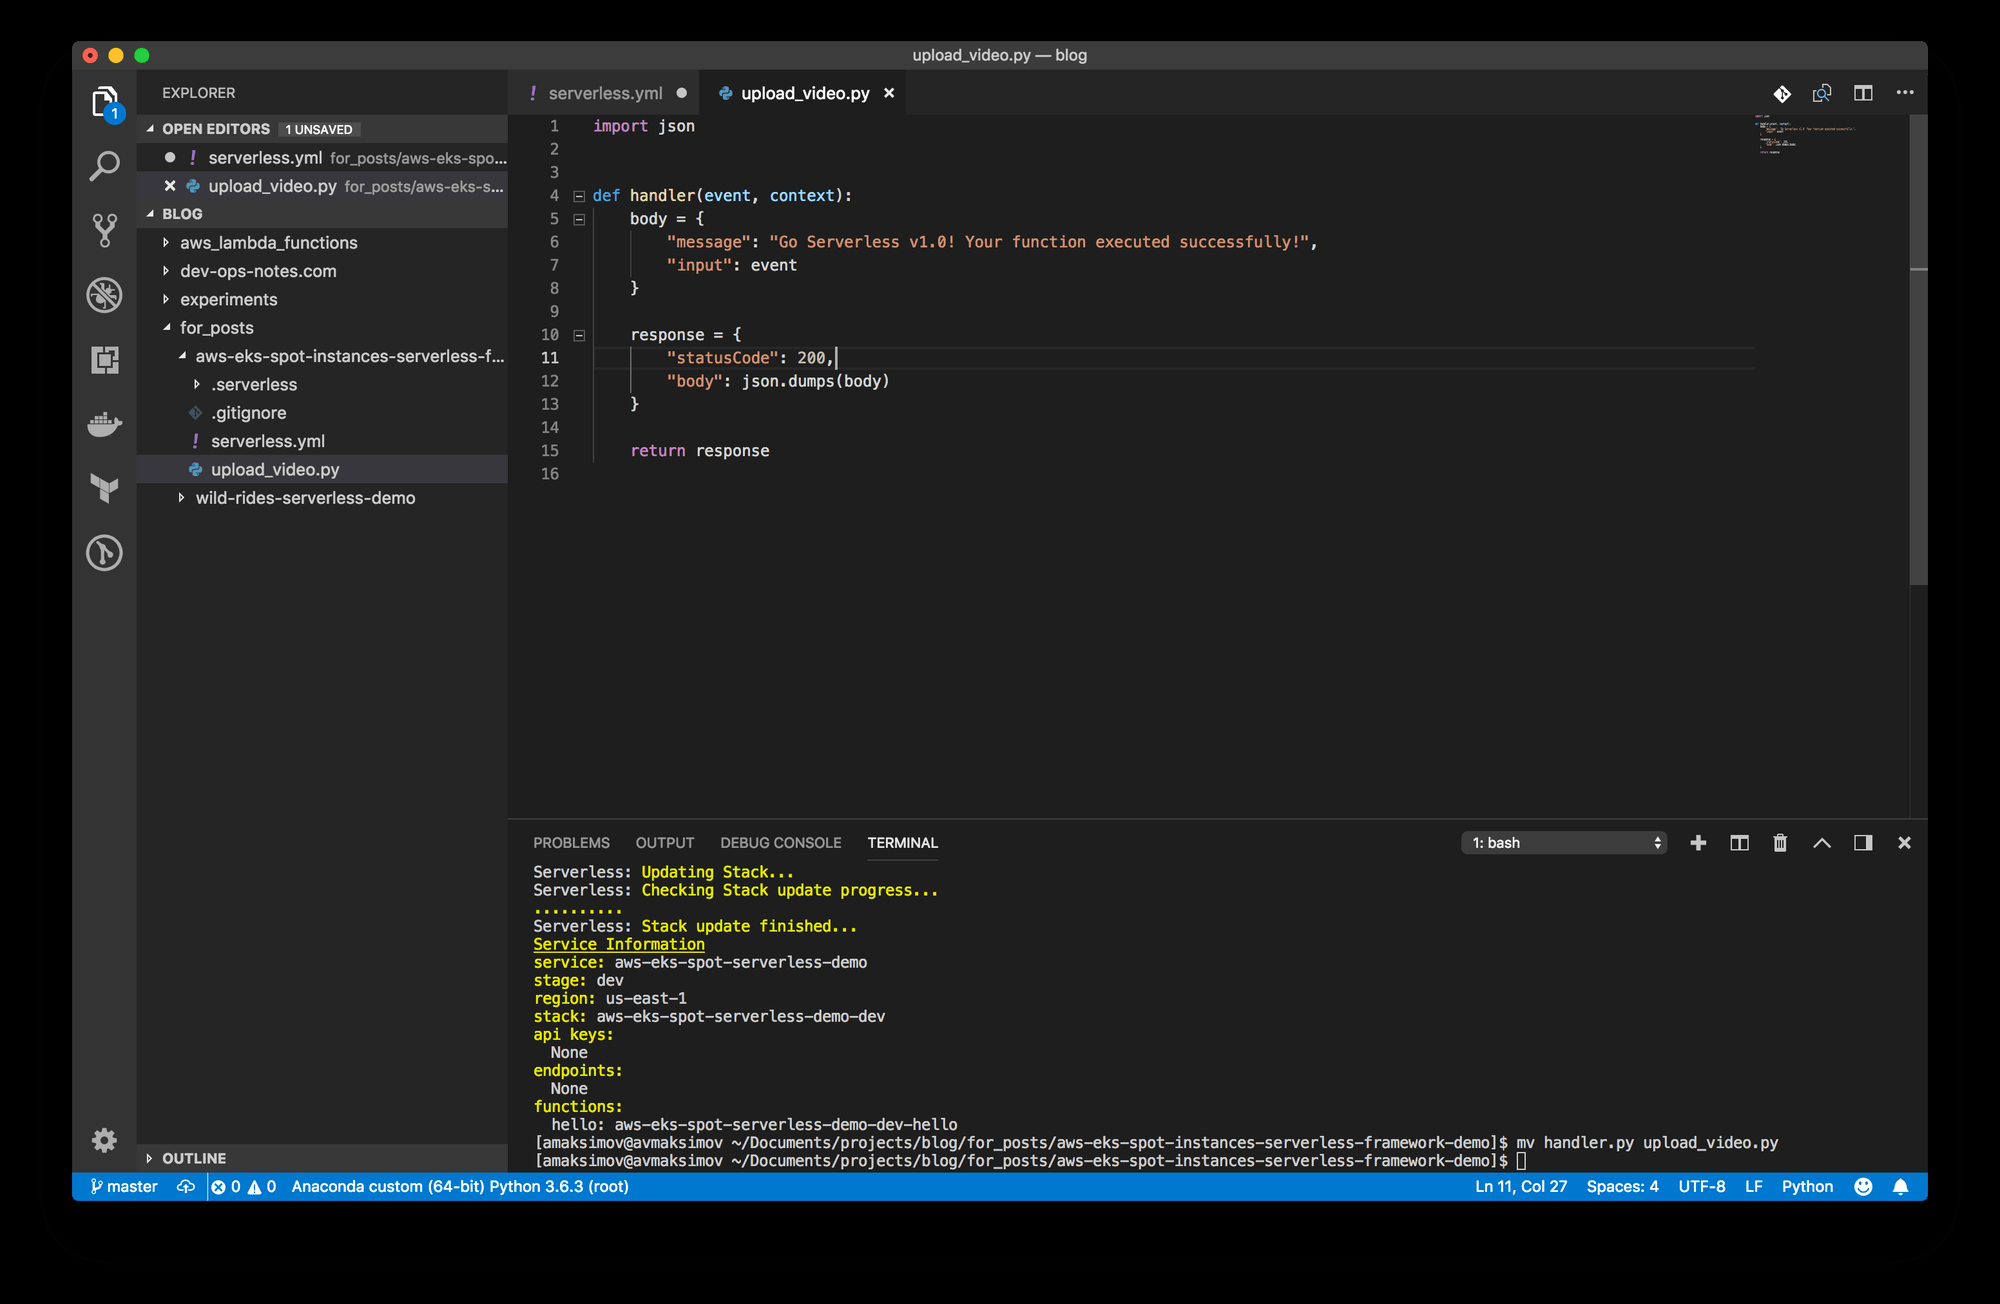 upload_video.py — blog
1
EXPLORER
OPEN EDITORS 1 UNSAVED
! serverless.yml for_posts/aws-eks-spo...
upload_video.py for_posts/aws-eks-s...
BLOG
aws_lambda_functions
dev-ops-notes.com
experiments
for_posts
aws-eks-spot-instances-serverless-f...
.serverless
.gitignore
! serverless.yml
upload_video.py
wild-rides-serverless-demo
OUTLINE
! serverless.yml
upload_video.py
1 import json
2
3
4 def handler(event, context):
5 body = {
6 "message": "Go Serverless v1.0! Your function executed successfully!",
7 "input": event
8 }
9
10 response = {
11 "statusCode": 200,
12 "body": json.dumps(body)
13 }
14
15 return response
16
PROBLEMS OUTPUT DEBUG CONSOLE TERMINAL 1: bash
Serverless: Updating Stack...
Serverless: Checking Stack update progress...
..........
Serverless: Stack update finished...
Service Information
service: aws-eks-spot-serverless-demo
stage: dev
region: us-east-1
stack: aws-eks-spot-serverless-demo-dev
api keys:
None
endpoints:
None
functions:
hello: aws-eks-spot-serverless-demo-dev-hello
[amaksimov@avmaksimov ~/Documents/projects/blog/for_posts/aws-eks-spot-instances-serverless-framework-demo]$ mv handler.py upload_video.py
[amaksimov@avmaksimov ~/Documents/projects/blog/for_posts/aws-eks-spot-instances-serverless-framework-demo]$
master 0 0 Anaconda custom (64-bit) Python 3.6.3 (root) Ln 11, Col 27 Spaces: 4 UTF-8 LF Python